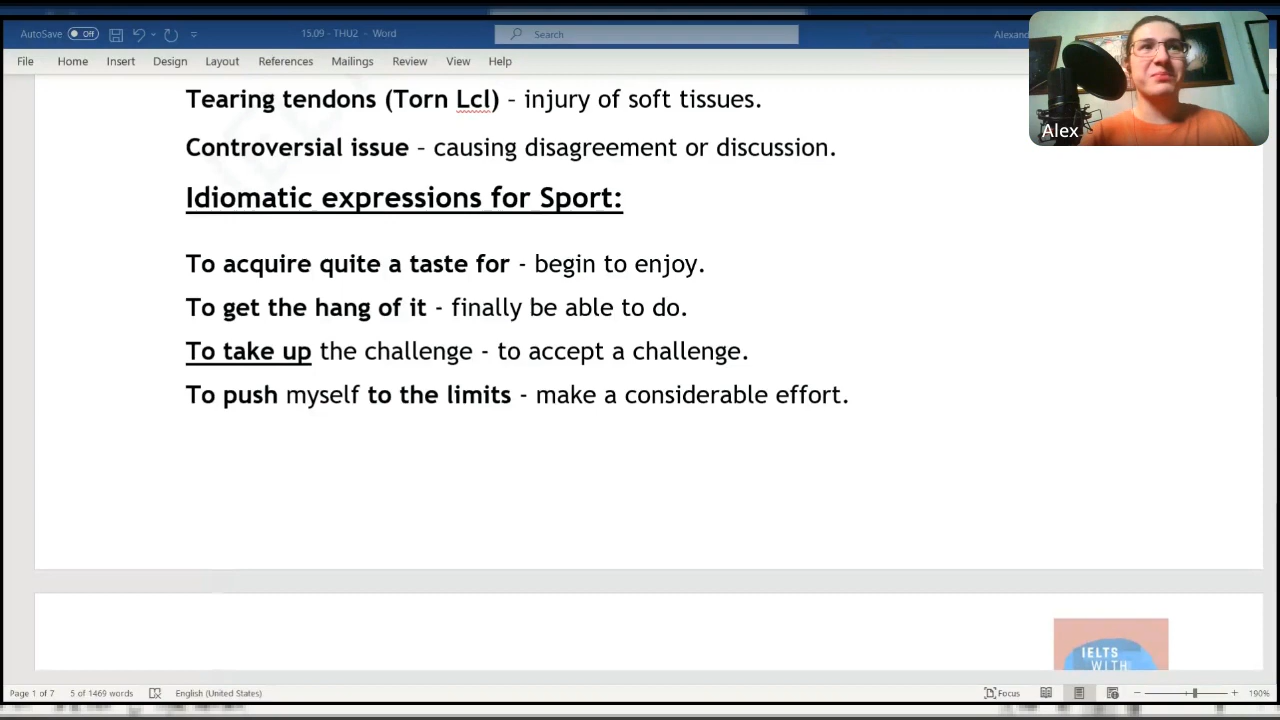 AutoSave Off 15.09 - THU2 - Word Search Alexand
File Home Insert Design Layout References Mailings Review View Help
Alex
Tearing tendons (Torn Lcl) – injury of soft tissues.
Controversial issue – causing disagreement or discussion.
Idiomatic expressions for Sport:
To acquire quite a taste for - begin to enjoy.
To get the hang of it - finally be able to do.
To take up the challenge - to accept a challenge.
To push myself to the limits - make a considerable effort.
IELTS
WITH
Page 1 of 7 5 of 1469 words English (United States) Focus 190%